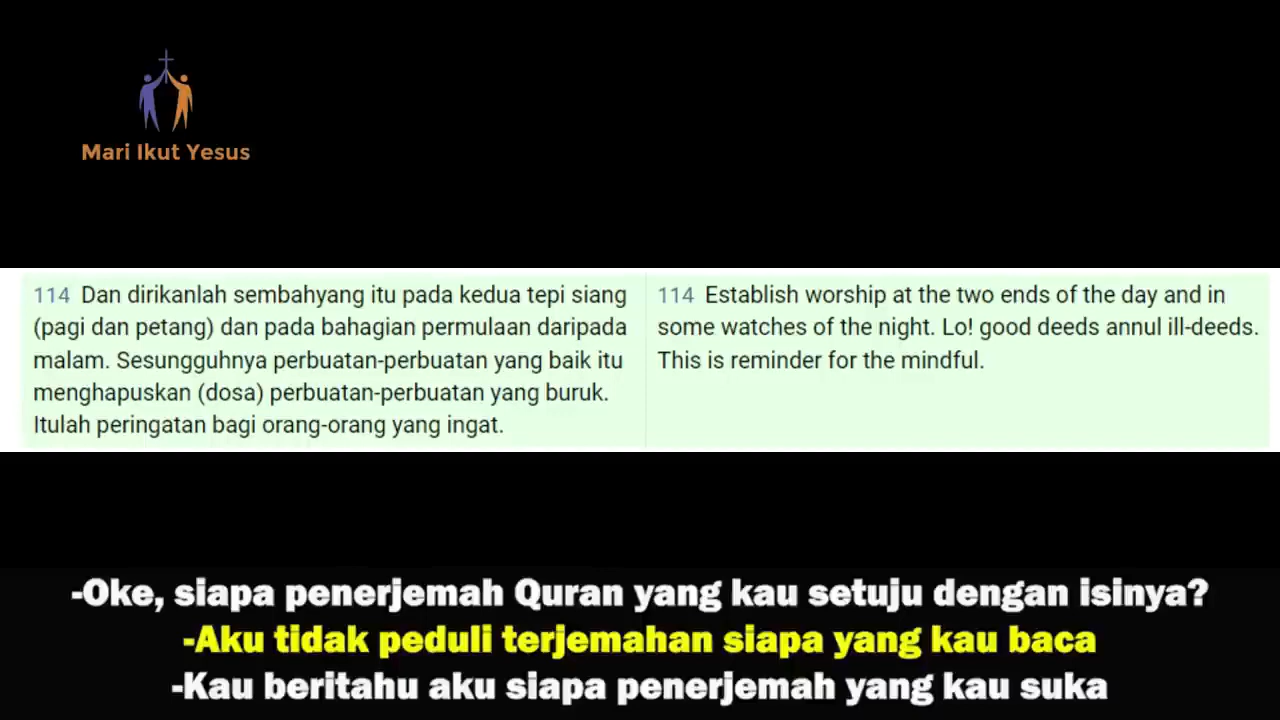 Mari Ikut Yesus
114 Dan dirikanlah sembahyang itu pada kedua tepi siang
(pagi dan petang) dan pada bahagian permulaan daripada
malam. Sesungguhnya perbuatan-perbuatan yang baik itu
menghapuskan (dosa) perbuatan-perbuatan yang buruk.
Itulah peringatan bagi orang-orang yang ingat.
114 Establish worship at the two ends of the day and in
some watches of the night. Lo! good deeds annul ill-deeds.
This is reminder for the mindful.
-Oke, siapa penerjemah Quran yang kau setuju dengan isinya?
-Aku tidak peduli terjemahan siapa yang kau baca
-Kau beritahu aku siapa penerjemah yang kau suka